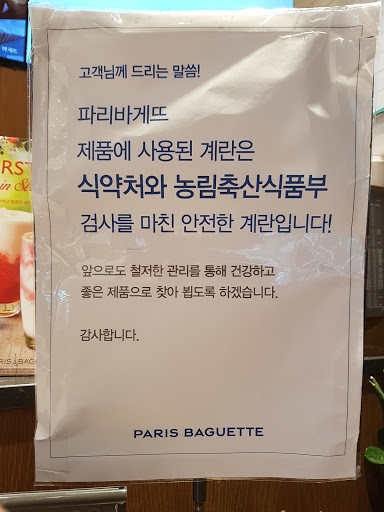 고객님께 드리는 말씀!
파리바게뜨
제품에 사용된 계란은
식약처와 농림축산식품부
검사를 마친 안전한 계란입니다!
앞으로도 철저한 관리를 통해 건강하고
좋은 제품으로 찾아 뵙도록 하겠습니다.
감사합니다.
PARIS BAGUETTE